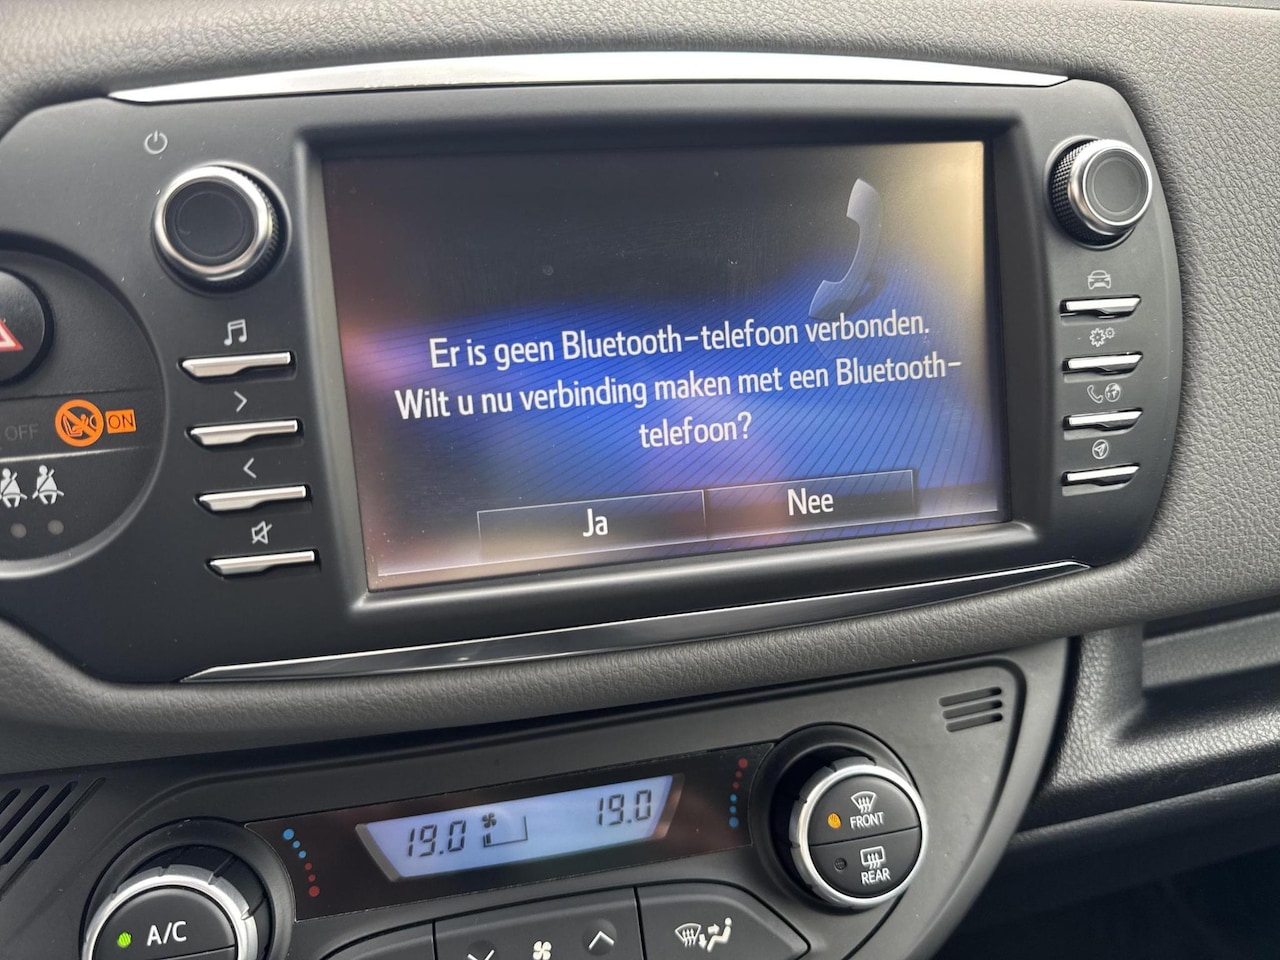 Er is geen Bluetooth-telefoon verbonden.
Wilt u nu verbinding maken met een Bluetooth-
telefoon?
Ja
Nee
OFF
ON
19.0
19.0
FRONT
REAR
A/C